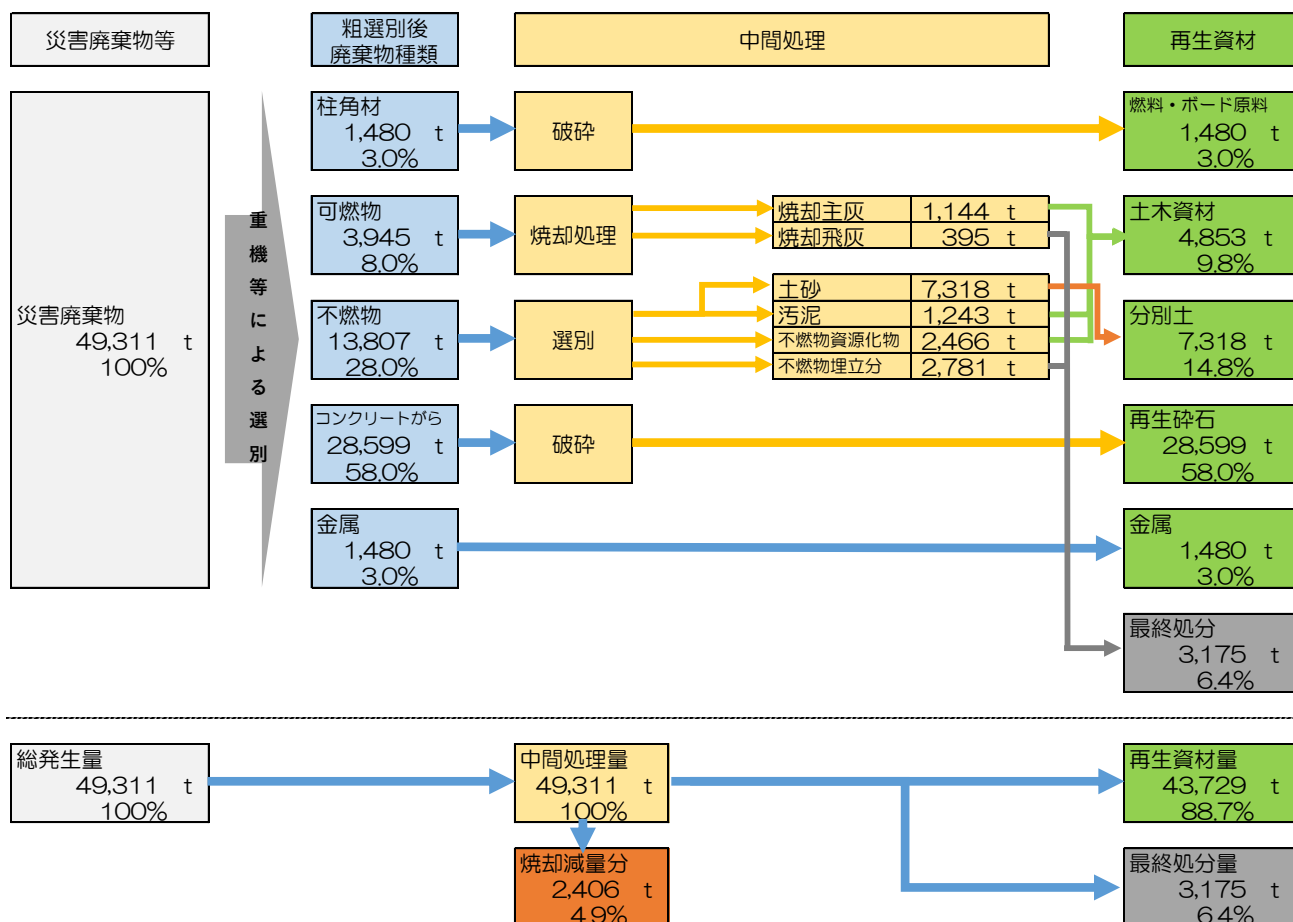 災害廃棄物等
粗選別後
廃棄物種類
中間処理
再生資材
災害廃棄物
49,311 t
100%
重機等による選別
柱角材
1,480 t
3.0%
破砕
燃料・ボード原料
1,480 t
3.0%
可燃物
3,945 t
8.0%
焼却処理
焼却主灰 1,144 t
焼却飛灰 395 t
土木資材
4,853 t
9.8%
不燃物
13,807 t
28.0%
選別
土砂 7,318 t
汚泥 1,243 t
不燃物資源化物 2,466 t
不燃物埋立分 2,781 t
分別土
7,318 t
14.8%
コンクリートがら
28,599 t
58.0%
破砕
再生砕石
28,599 t
58.0%
金属
1,480 t
3.0%
金属
1,480 t
3.0%
最終処分
3,175 t
6.4%
総発生量
49,311 t
100%
中間処理量
49,311 t
100%
再生資材量
43,729 t
88.7%
焼却減量分
2,406 t
4.9%
最終処分量
3,175 t
6.4%